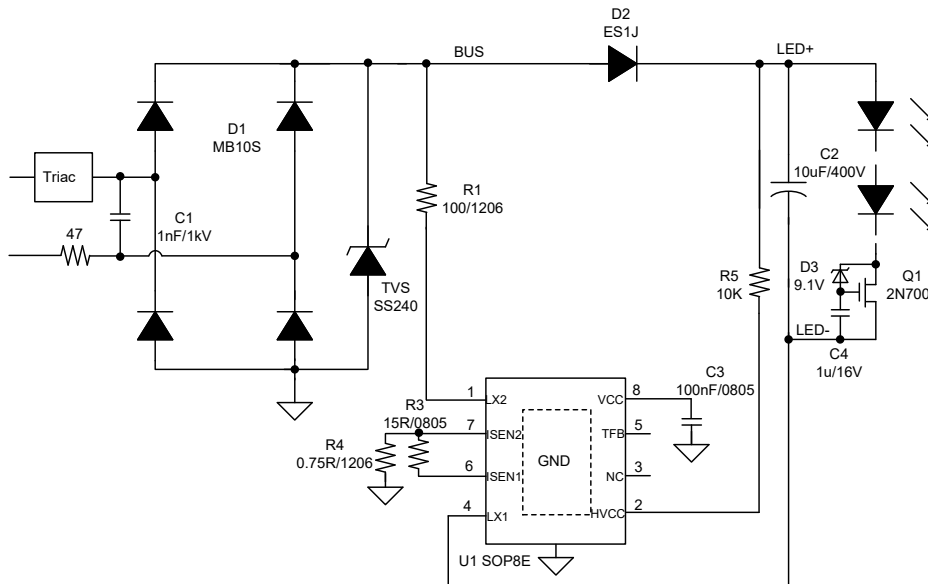 D2
ES1J
BUS
LED+
D1
MB10S
Triac
C1
1nF/1kV
47
R1
100/1206
TVS
SS240
C2
10uF/400V
R5
10K
D3
9.1V
Q1
2N700
LED-
C4
1u/16V
C3
100nF/0805
R3
15R/0805
R4
0.75R/1206
1
LX2
7
ISEN2
6
ISEN1
4
LX1
GND
VCC
8
TFB
5
NC
3
HVCC
2
U1 SOP8E